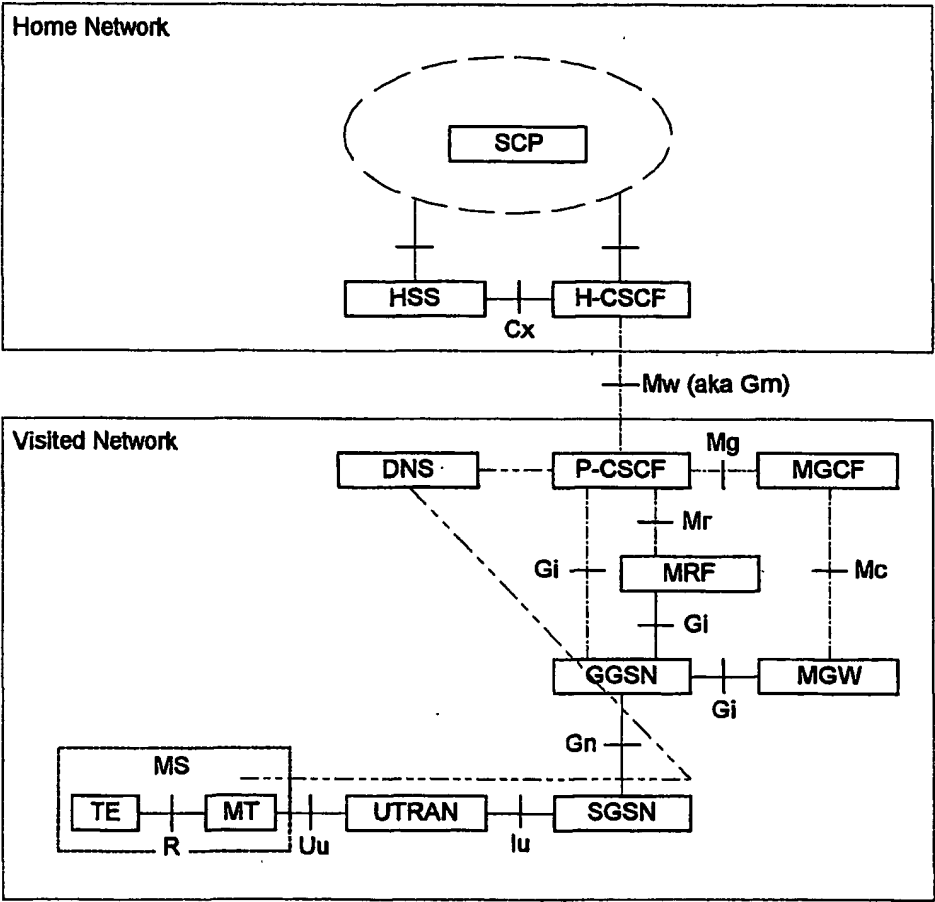 Home Network
SCP
HSS
H-CSCF
Cx
Mw (aka Gm)
Visited Network
Mg
DNS
P-CSCF
MGCF
Mr
Gi
MRF
Mc
Gi
GGSN
MGW
Gi
Gn
MS
TE
MT
UTRAN
SGSN
R
Uu
Iu